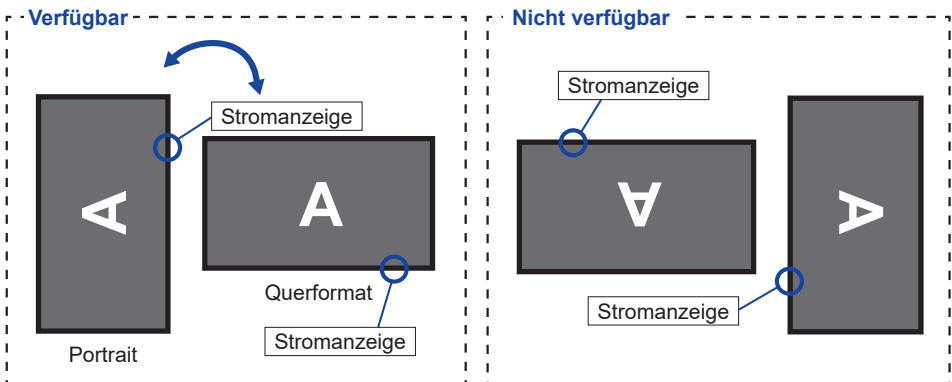 Verfügbar
Stromanzeige
A
A
Querformat
Stromanzeige
Portrait
Nicht verfügbar
Stromanzeige
A
A
Stromanzeige